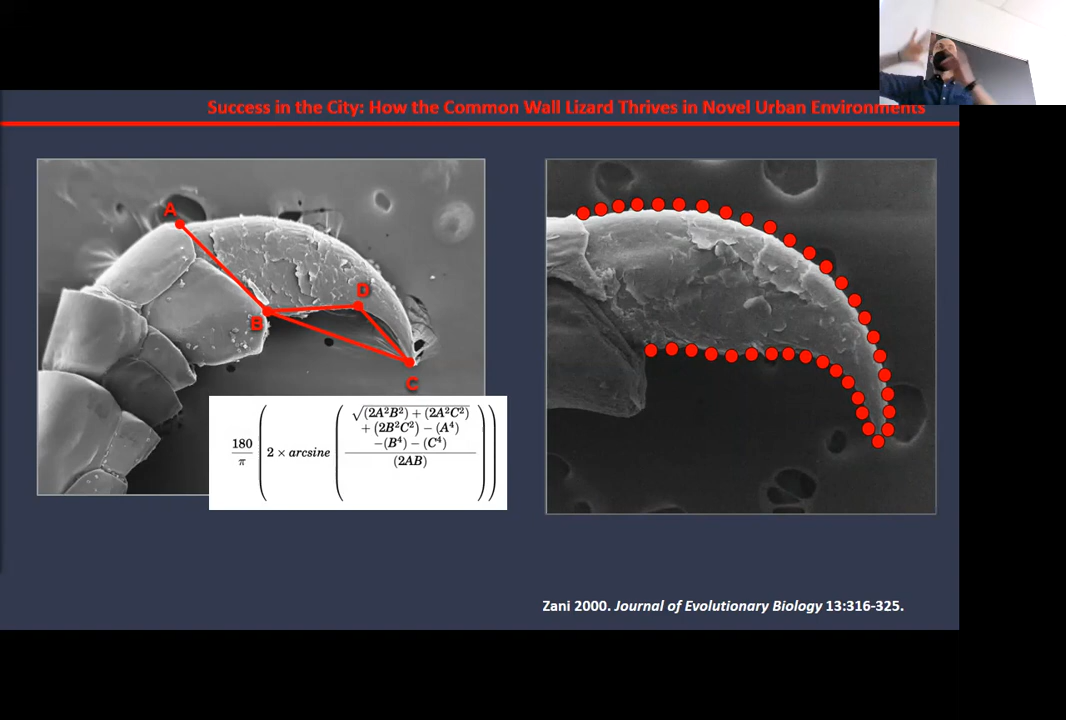 Success in the City: How the Common Wall Lizard Thrives in Novel Urban Environments
A
D
B
C
180
π
2 × arcsine
√(2A²B²) + (2A²C²)
+ (2B²C²) − (A⁴)
−(B⁴) − (C⁴)
(2AB)
Zani 2000. Journal of Evolutionary Biology 13:316-325.